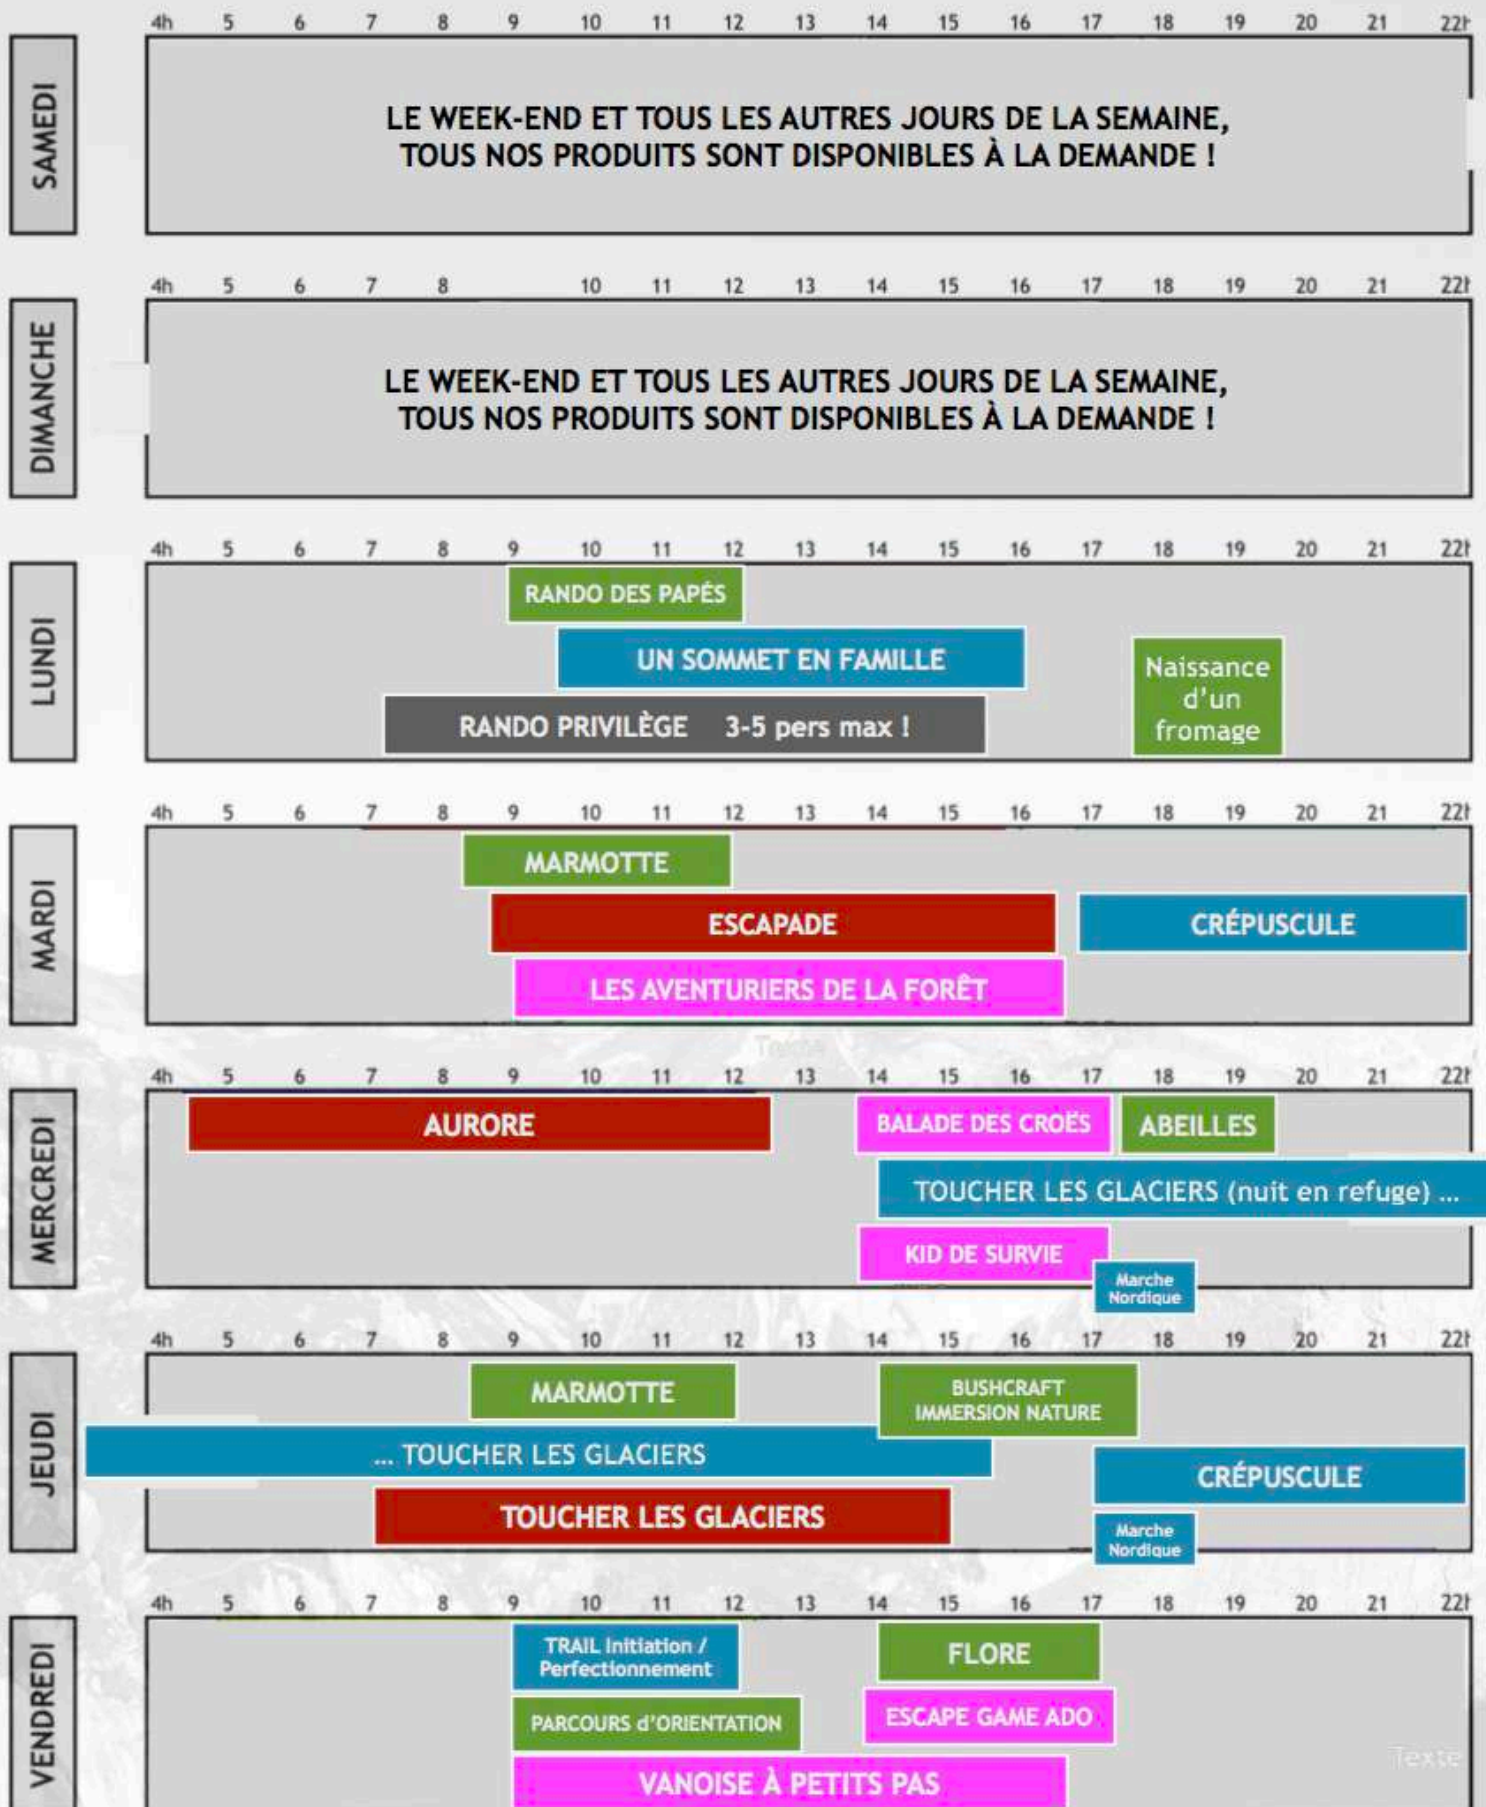 4h 5 6 7 8 9 10 11 12 13 14 15 16 17 18 19 20 21 22h
SAMEDI
LE WEEK-END ET TOUS LES AUTRES JOURS DE LA SEMAINE,
TOUS NOS PRODUITS SONT DISPONIBLES À LA DEMANDE !
4h 5 6 7 8 10 11 12 13 14 15 16 17 18 19 20 21 22h
DIMANCHE
LE WEEK-END ET TOUS LES AUTRES JOURS DE LA SEMAINE,
TOUS NOS PRODUITS SONT DISPONIBLES À LA DEMANDE !
4h 5 6 7 8 9 10 11 12 13 14 15 16 17 18 19 20 21 22h
LUNDI
RANDO DES PAPÉS
UN SOMMET EN FAMILLE
RANDO PRIVILÈGE 3-5 pers max !
Naissance
d'un
fromage
4h 5 6 7 8 9 10 11 12 13 14 15 16 17 18 19 20 21 22h
MARDI
MARMOTTE
ESCAPADE
CRÉPUSCULE
LES AVENTURIERS DE LA FORÊT
4h 5 6 7 8 9 10 11 12 13 14 15 16 17 18 19 20 21 22h
MERCREDI
AURORE
BALADE DES CROËS
ABEILLES
TOUCHER LES GLACIERS (nuit en refuge) ...
KID DE SURVIE
Marche
Nordique
4h 5 6 7 8 9 10 11 12 13 14 15 16 17 18 19 20 21 22h
JEUDI
MARMOTTE
BUSHCRAFT
IMMERSION NATURE
... TOUCHER LES GLACIERS
CRÉPUSCULE
TOUCHER LES GLACIERS
Marche
Nordique
4h 5 6 7 8 9 10 11 12 13 14 15 16 17 18 19 20 21 22h
VENDREDI
TRAIL Initiation /
Perfectionnement
FLORE
PARCOURS d'ORIENTATION
ESCAPE GAME ADO
VANOISE À PETITS PAS
Texte